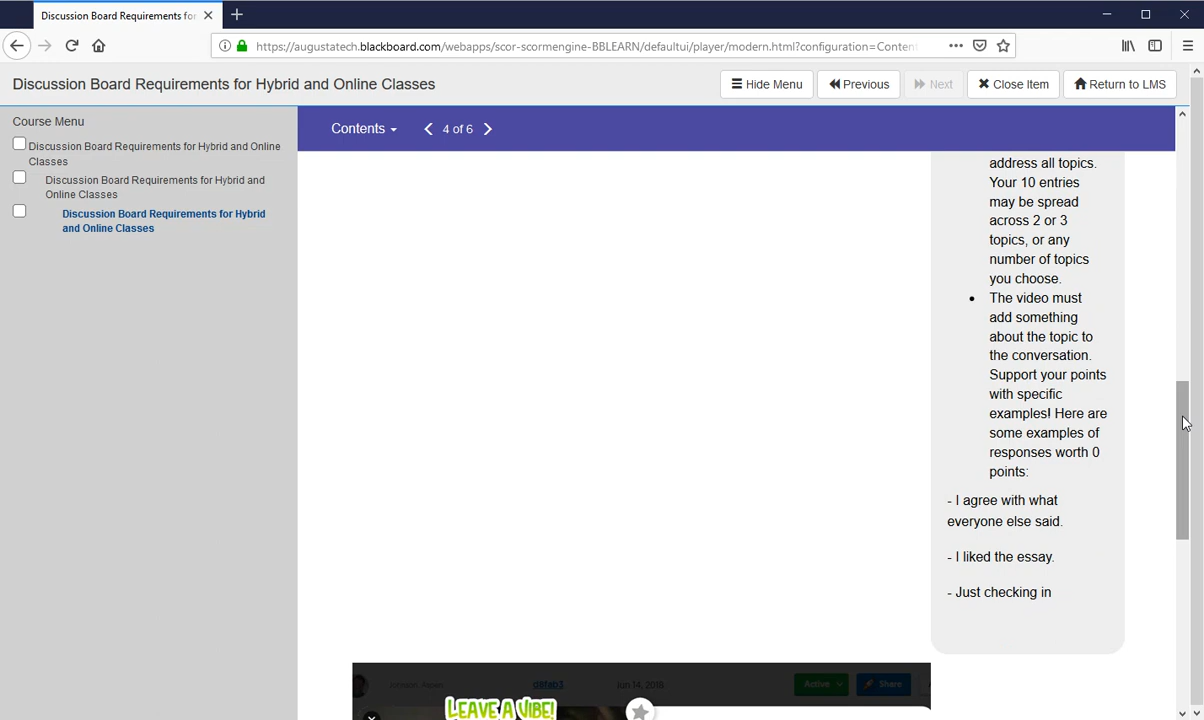 Discussion Board Requirements for
https://augustatech.blackboard.com/webapps/scor-scormengine-BBLEARN/defaultui/player/modern.html?configuration=Content
Discussion Board Requirements for Hybrid and Online Classes
Hide Menu
Previous
Next
Close Item
Return to LMS
Course Menu
Discussion Board Requirements for Hybrid and Online
Classes
Discussion Board Requirements for Hybrid and
Online Classes
Discussion Board Requirements for Hybrid
and Online Classes
Contents
4 of 6
address all topics.
Your 10 entries
may be spread
across 2 or 3
topics, or any
number of topics
you choose.
• The video must
add something
about the topic to
the conversation.
Support your points
with specific
examples! Here are
some examples of
responses worth 0
points:
- I agree with what
everyone else said.
- I liked the essay.
- Just checking in
Jun 14, 2018
Active
Share
LEAVE A VIBE!